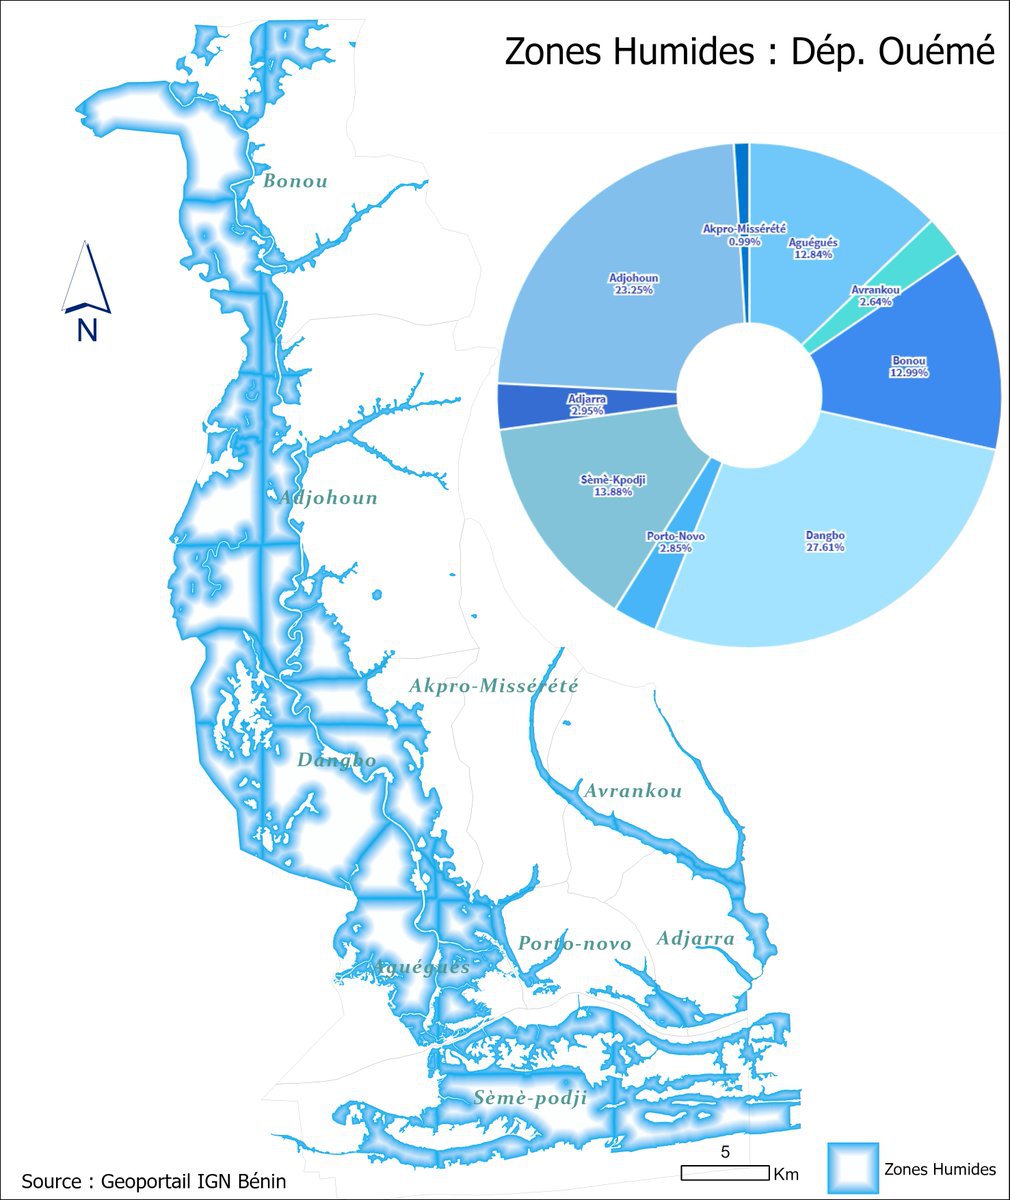 Zones Humides : Dép. Ouémé
Akpro-Missérété
0.99%
Aguégués
12.84%
Avrankou
2.64%
Bonou
12.99%
Dangbo
27.61%
Porto-Novo
2.85%
Sèmè-Kpodji
13.88%
Adjarra
2.95%
Adjohoun
23.25%
Bonou
N
Adjohoun
Akpro-Missérété
Dangbo
Avrankou
Porto-novo
Adjarra
Aguégués
Sèmè-podji
5
Km
Zones Humides
Source : Geoportail IGN Bénin